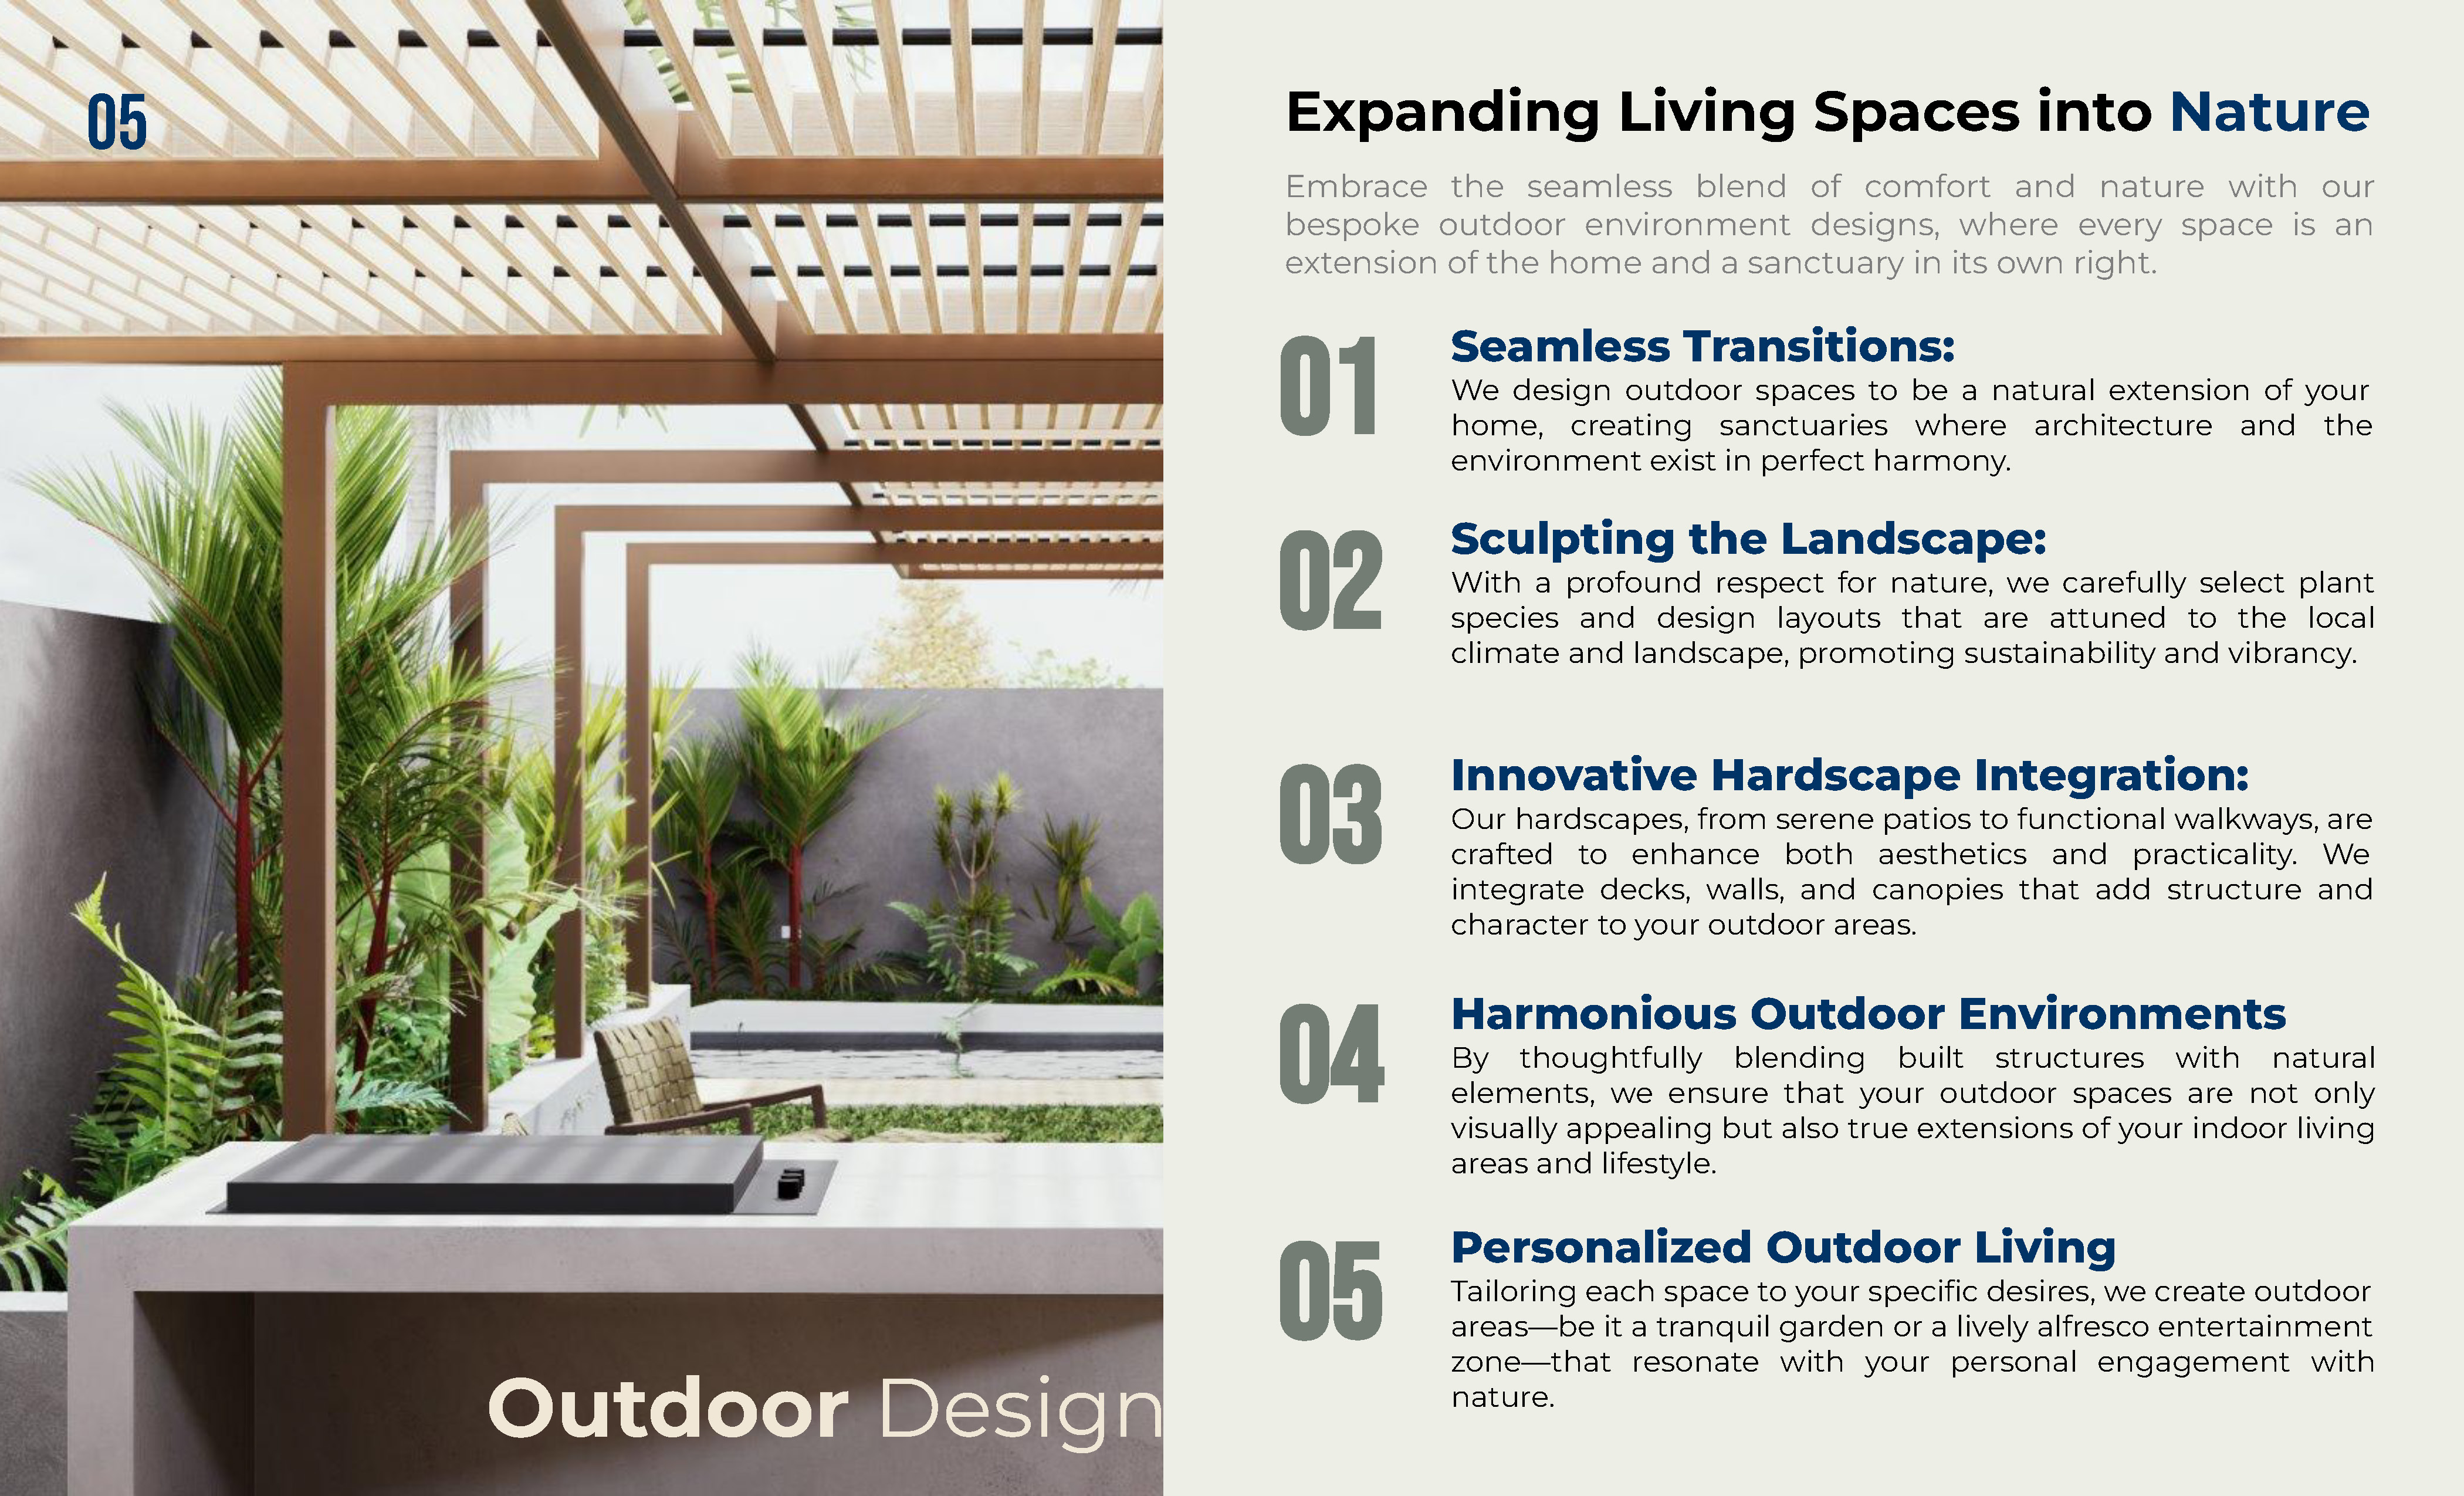 05
Outdoor Design
Expanding Living Spaces into Nature
Embrace the seamless blend of comfort and nature with our
bespoke outdoor environment designs, where every space is an
extension of the home and a sanctuary in its own right.
01
Seamless Transitions:
We design outdoor spaces to be a natural extension of your
home, creating sanctuaries where architecture and the
environment exist in perfect harmony.
02
Sculpting the Landscape:
With a profound respect for nature, we carefully select plant
species and design layouts that are attuned to the local
climate and landscape, promoting sustainability and vibrancy.
03
Innovative Hardscape Integration:
Our hardscapes, from serene patios to functional walkways, are
crafted to enhance both aesthetics and practicality. We
integrate decks, walls, and canopies that add structure and
character to your outdoor areas.
04
Harmonious Outdoor Environments
By thoughtfully blending built structures with natural
elements, we ensure that your outdoor spaces are not only
visually appealing but also true extensions of your indoor living
areas and lifestyle.
05
Personalized Outdoor Living
Tailoring each space to your specific desires, we create outdoor
areas—be it a tranquil garden or a lively alfresco entertainment
zone—that resonate with your personal engagement with
nature.